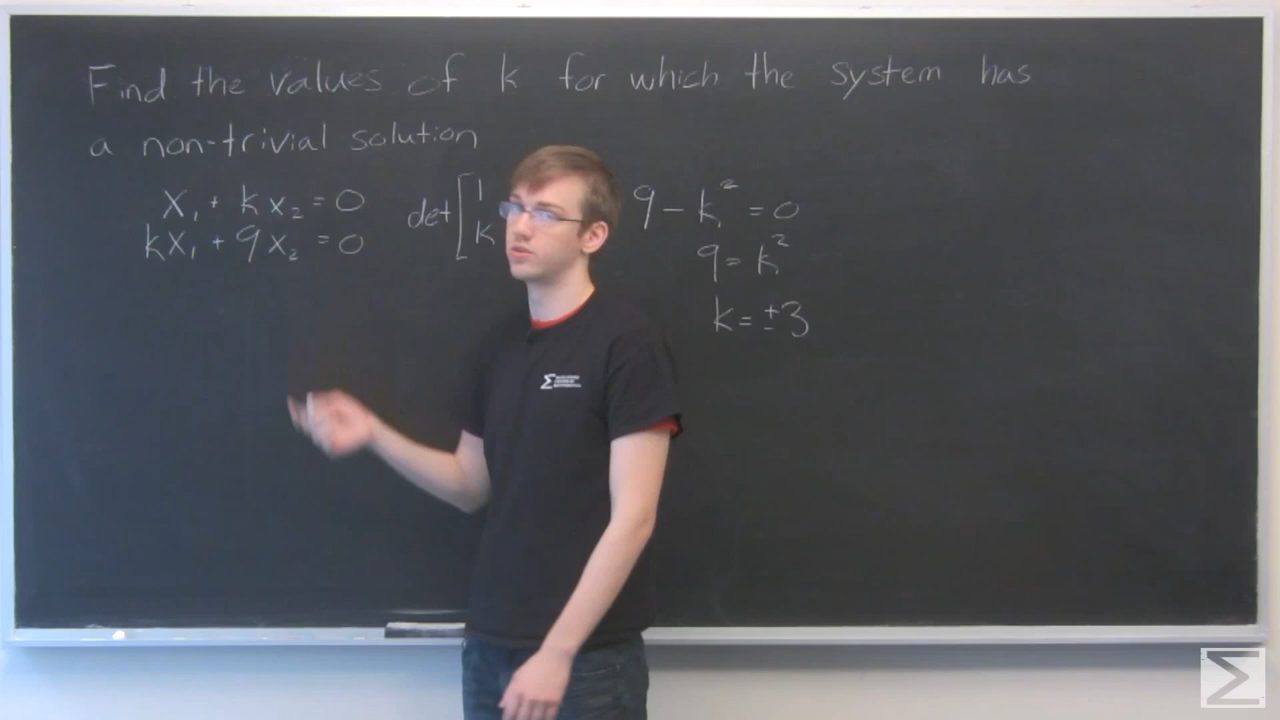 Find the values of k for which the system has
a non-trivial solution
x₁ + kx₂ = 0
kx₁ + 9x₂ = 0
det [ 1
k
9 - k² = 0
9 = k²
k = ±3
Σ
Σ